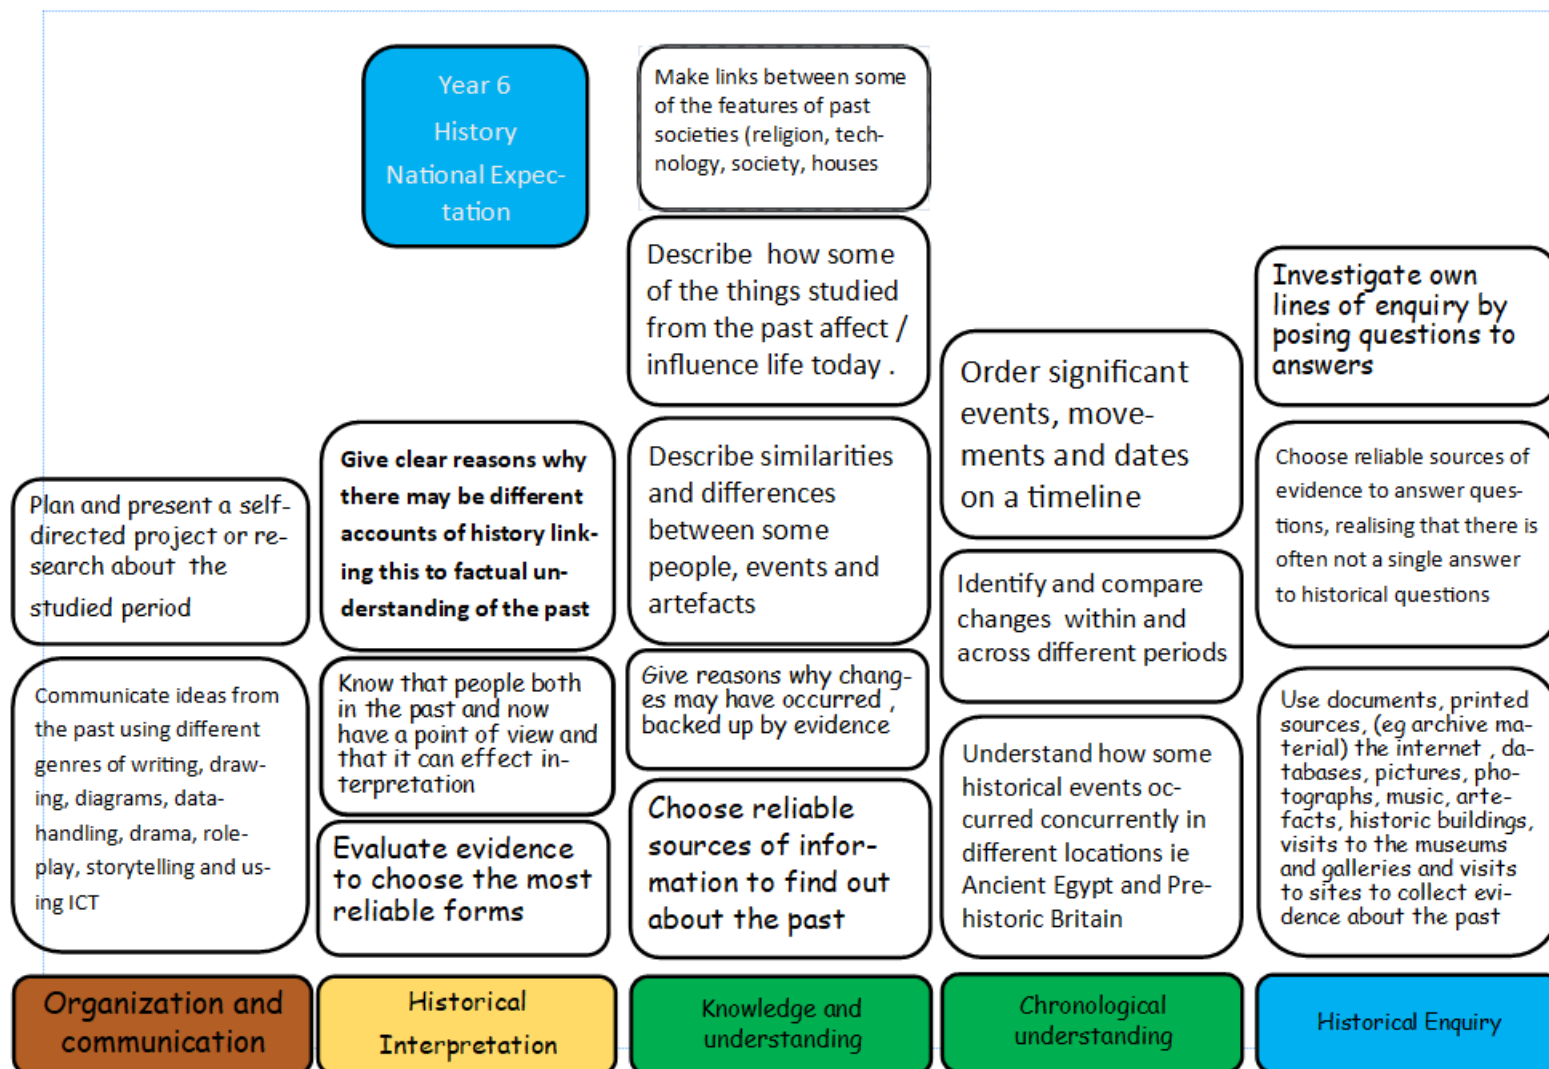 Year 6
History
National Expec-
tation
Make links between some
of the features of past
societies (religion, tech-
nology, society, houses
Describe  how some
of the things studied
from the past affect /
influence life today .
Describe similarities
and differences
between some
people, events and
artefacts
Give reasons why chang-
es may have occurred ,
backed up by evidence
Choose reliable
sources of infor-
mation to find out
about the past
Knowledge and
understanding
Plan and present a self-
directed project or re-
search about  the
studied period
Communicate ideas from
the past using different
genres of writing, draw-
ing, diagrams, data-
handling, drama, role-
play, storytelling and us-
ing ICT
Organization and
communication
Give clear reasons why
there may be different
accounts of history link-
ing this to factual un-
derstanding of the past
Know that people both
in the past and now
have a point of view and
that it can effect in-
terpretation
Evaluate evidence
to choose the most
reliable forms
Historical
Interpretation
Order significant
events, move-
ments and dates
on a timeline
Identify and compare
changes  within and
across different periods
Understand how some
historical events oc-
curred concurrently in
different locations ie
Ancient Egypt and Pre-
historic Britain
Chronological
understanding
Investigate own
lines of enquiry by
posing questions to
answers
Choose reliable sources of
evidence to answer ques-
tions, realising that there is
often not a single answer
to historical questions
Use documents, printed
sources, (eg archive ma-
terial) the internet , da-
tabases, pictures, pho-
tographs, music, arte-
facts, historic buildings,
visits to the museums
and galleries and visits
to sites to collect evi-
dence about the past
Historical Enquiry